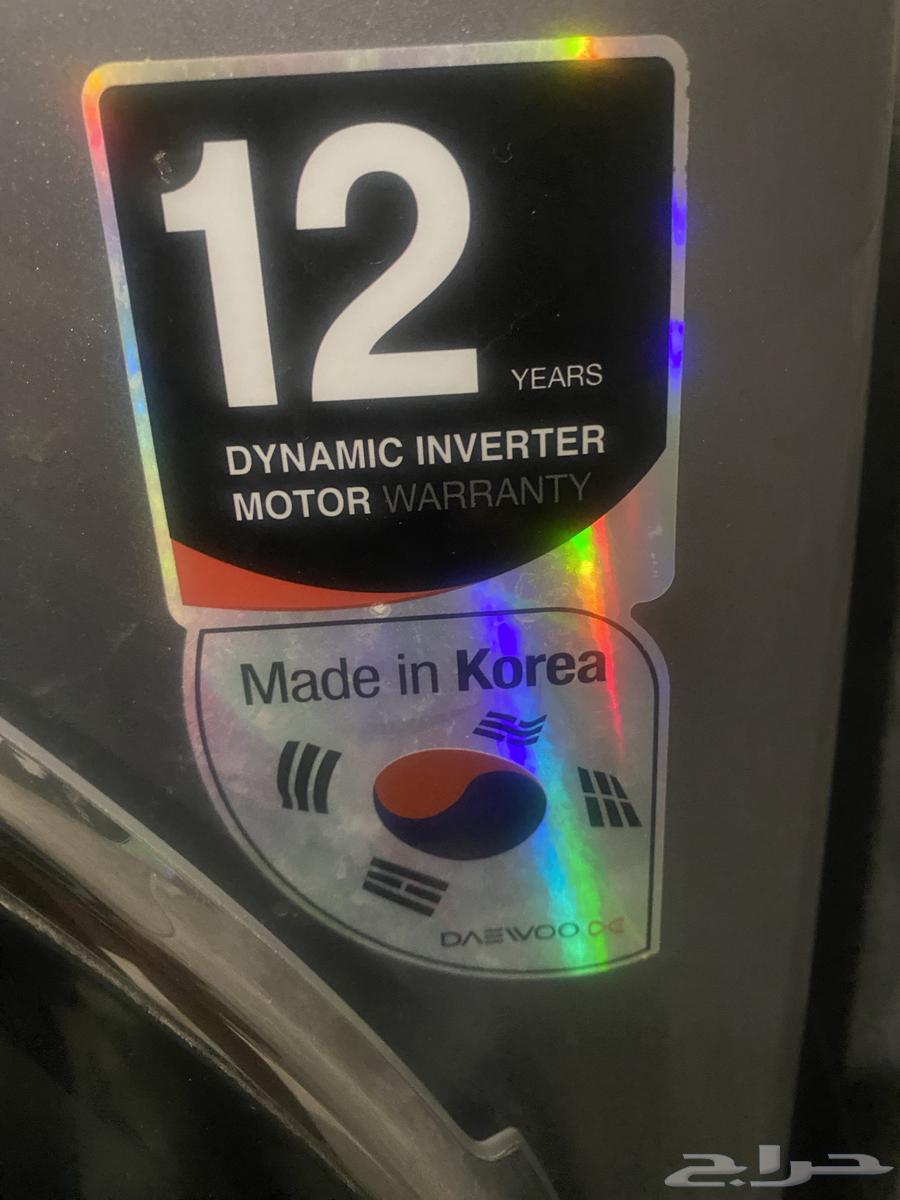 12
YEARS
DYNAMIC INVERTER
MOTOR WARRANTY
Made in Korea
DAEWOO
حراج